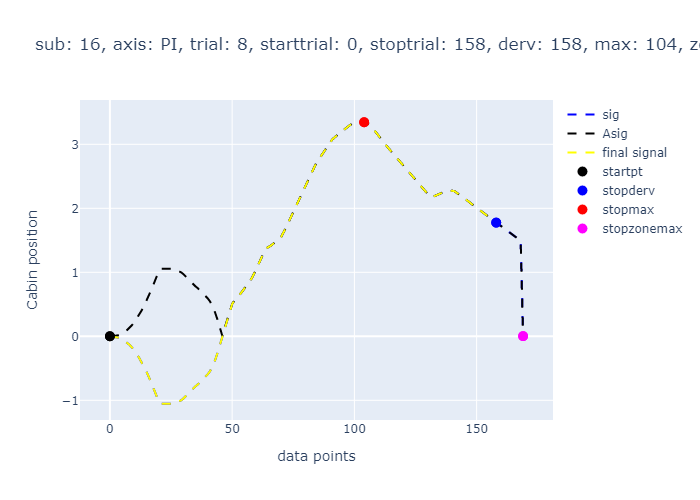 sub: 16, axis: PI, trial: 8, starttrial: 0, stoptrial: 158, derv: 158, max: 104,
sig
Asig
final signal
startpt
stopderv
stopmax
stopzonemax
Cabin position
3
2
1
0
−1
0
50
100
150
data points